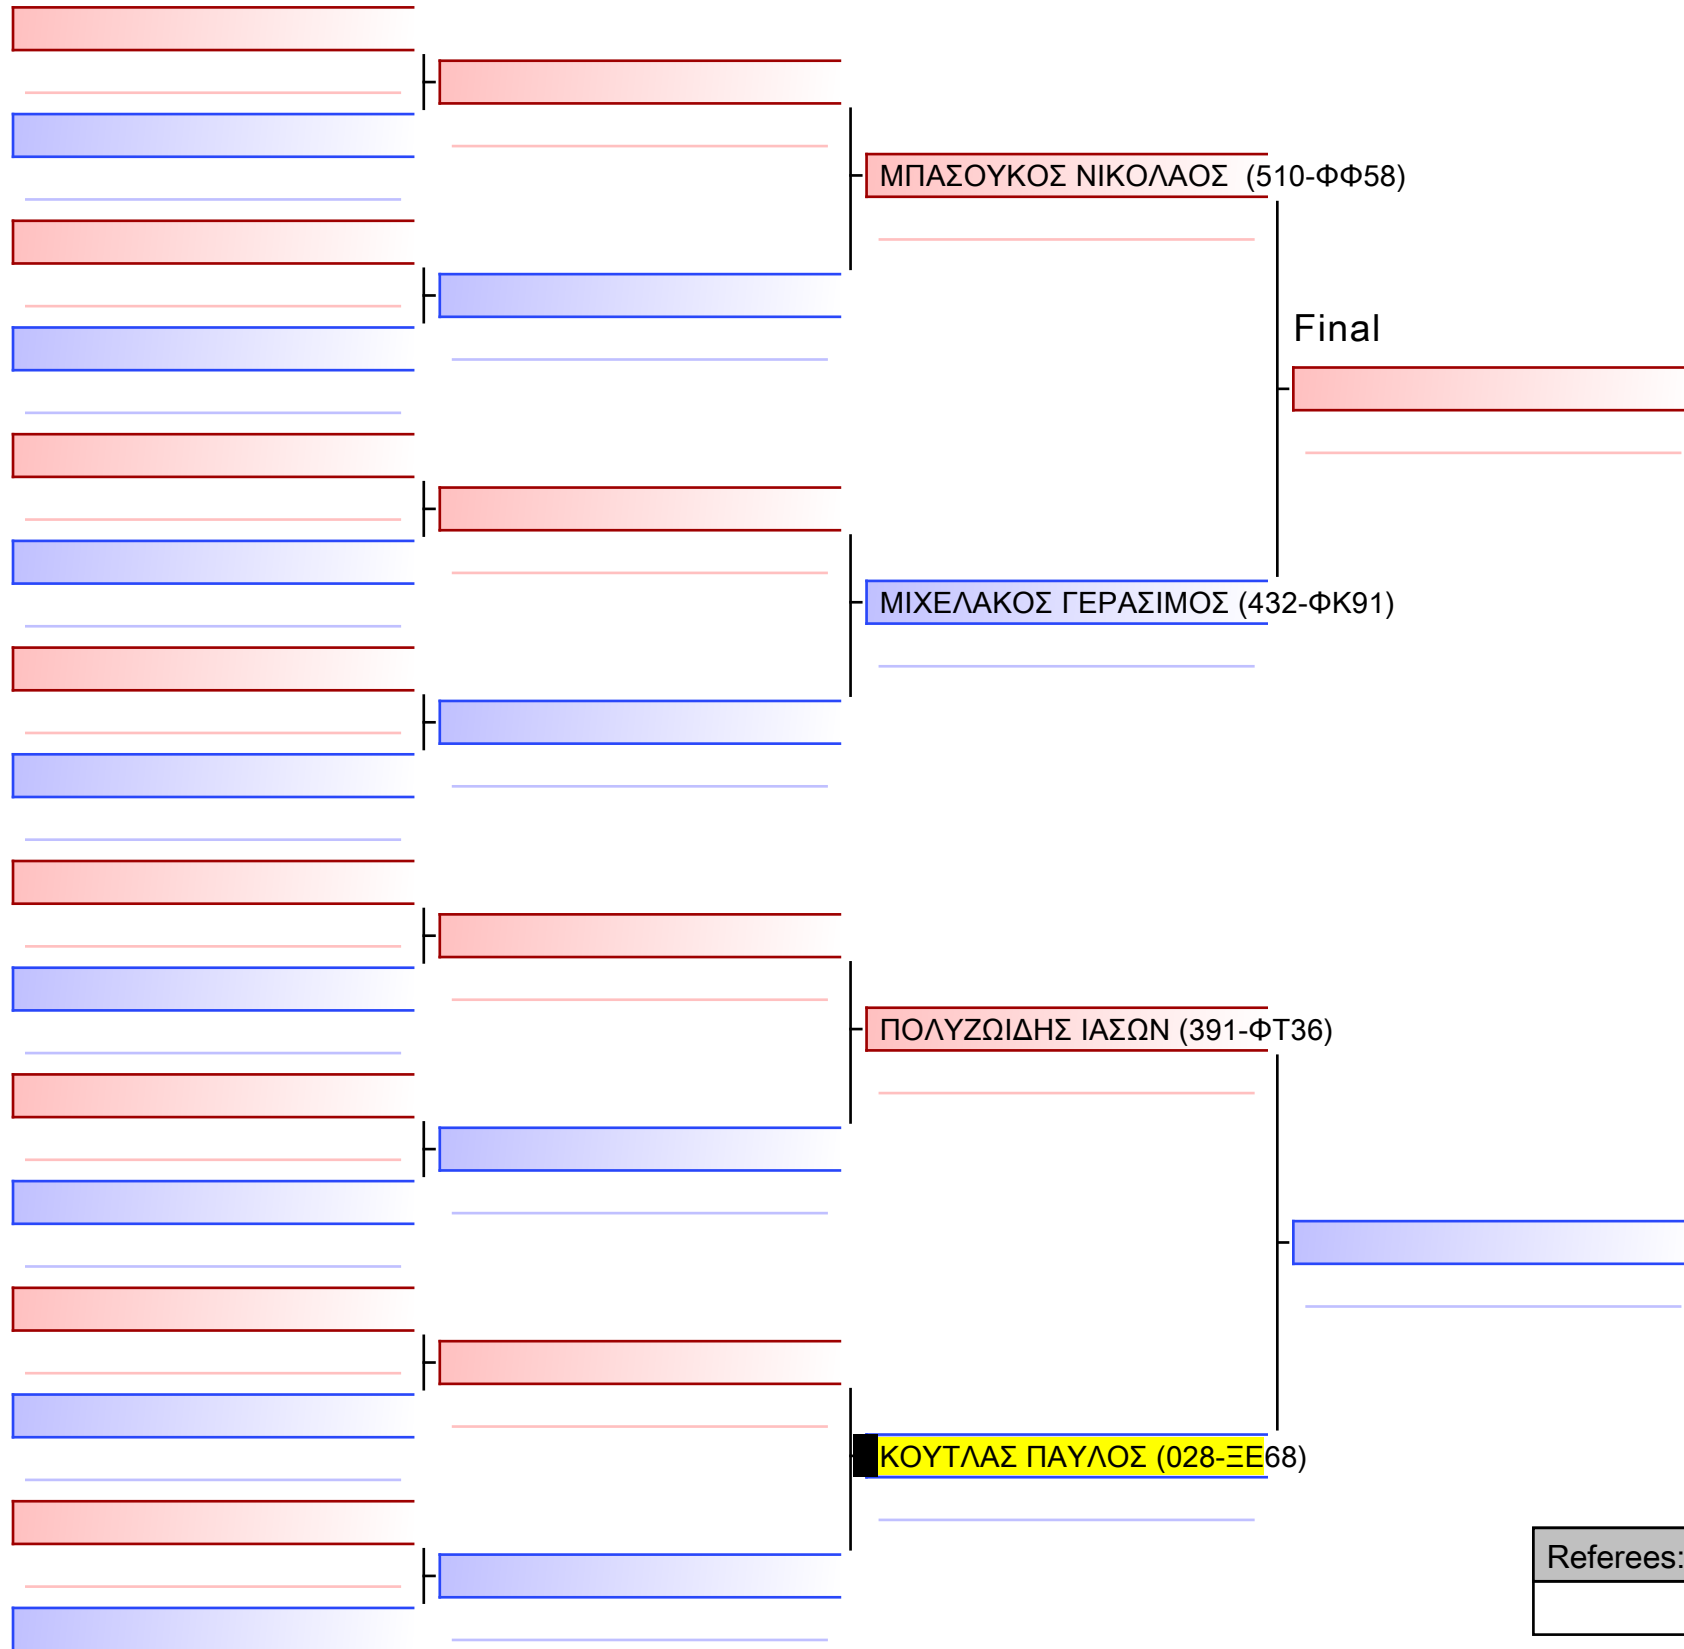 ΜΠΑΣΟΥΚΟΣ ΝΙΚΟΛΑΟΣ  (510-ΦΦ58)
Final
ΜΙΧΕΛΑΚΟΣ ΓΕΡΑΣΙΜΟΣ (432-ΦΚ91)
ΠΟΛΥΖΩΙΔΗΣ ΙΑΣΩΝ (391-ΦΤ36)
ΚΟΥΤΛΑΣ ΠΑΥΛΟΣ (028-ΞΕ68)
Referees: